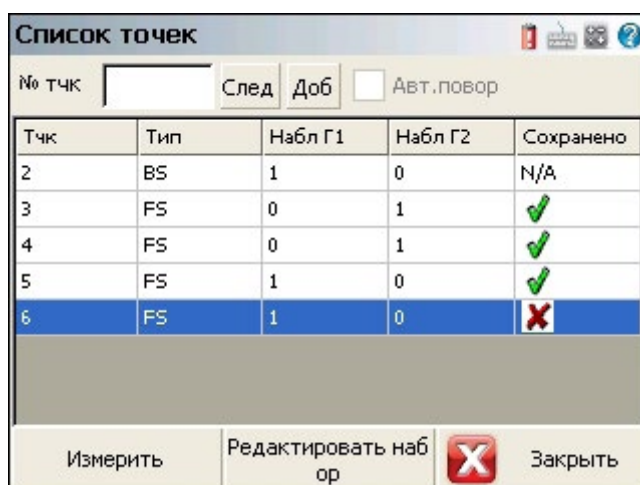 Список точек
№ тчк След Доб Авт.повор
Тчк Тип Набл Г1 Набл Г2 Сохранено
2 BS 1 0 N/A
3 FS 0 1
4 FS 0 1
5 FS 1 0
6 FS 1 0
Измерить Редактировать наб
ор Закрыть